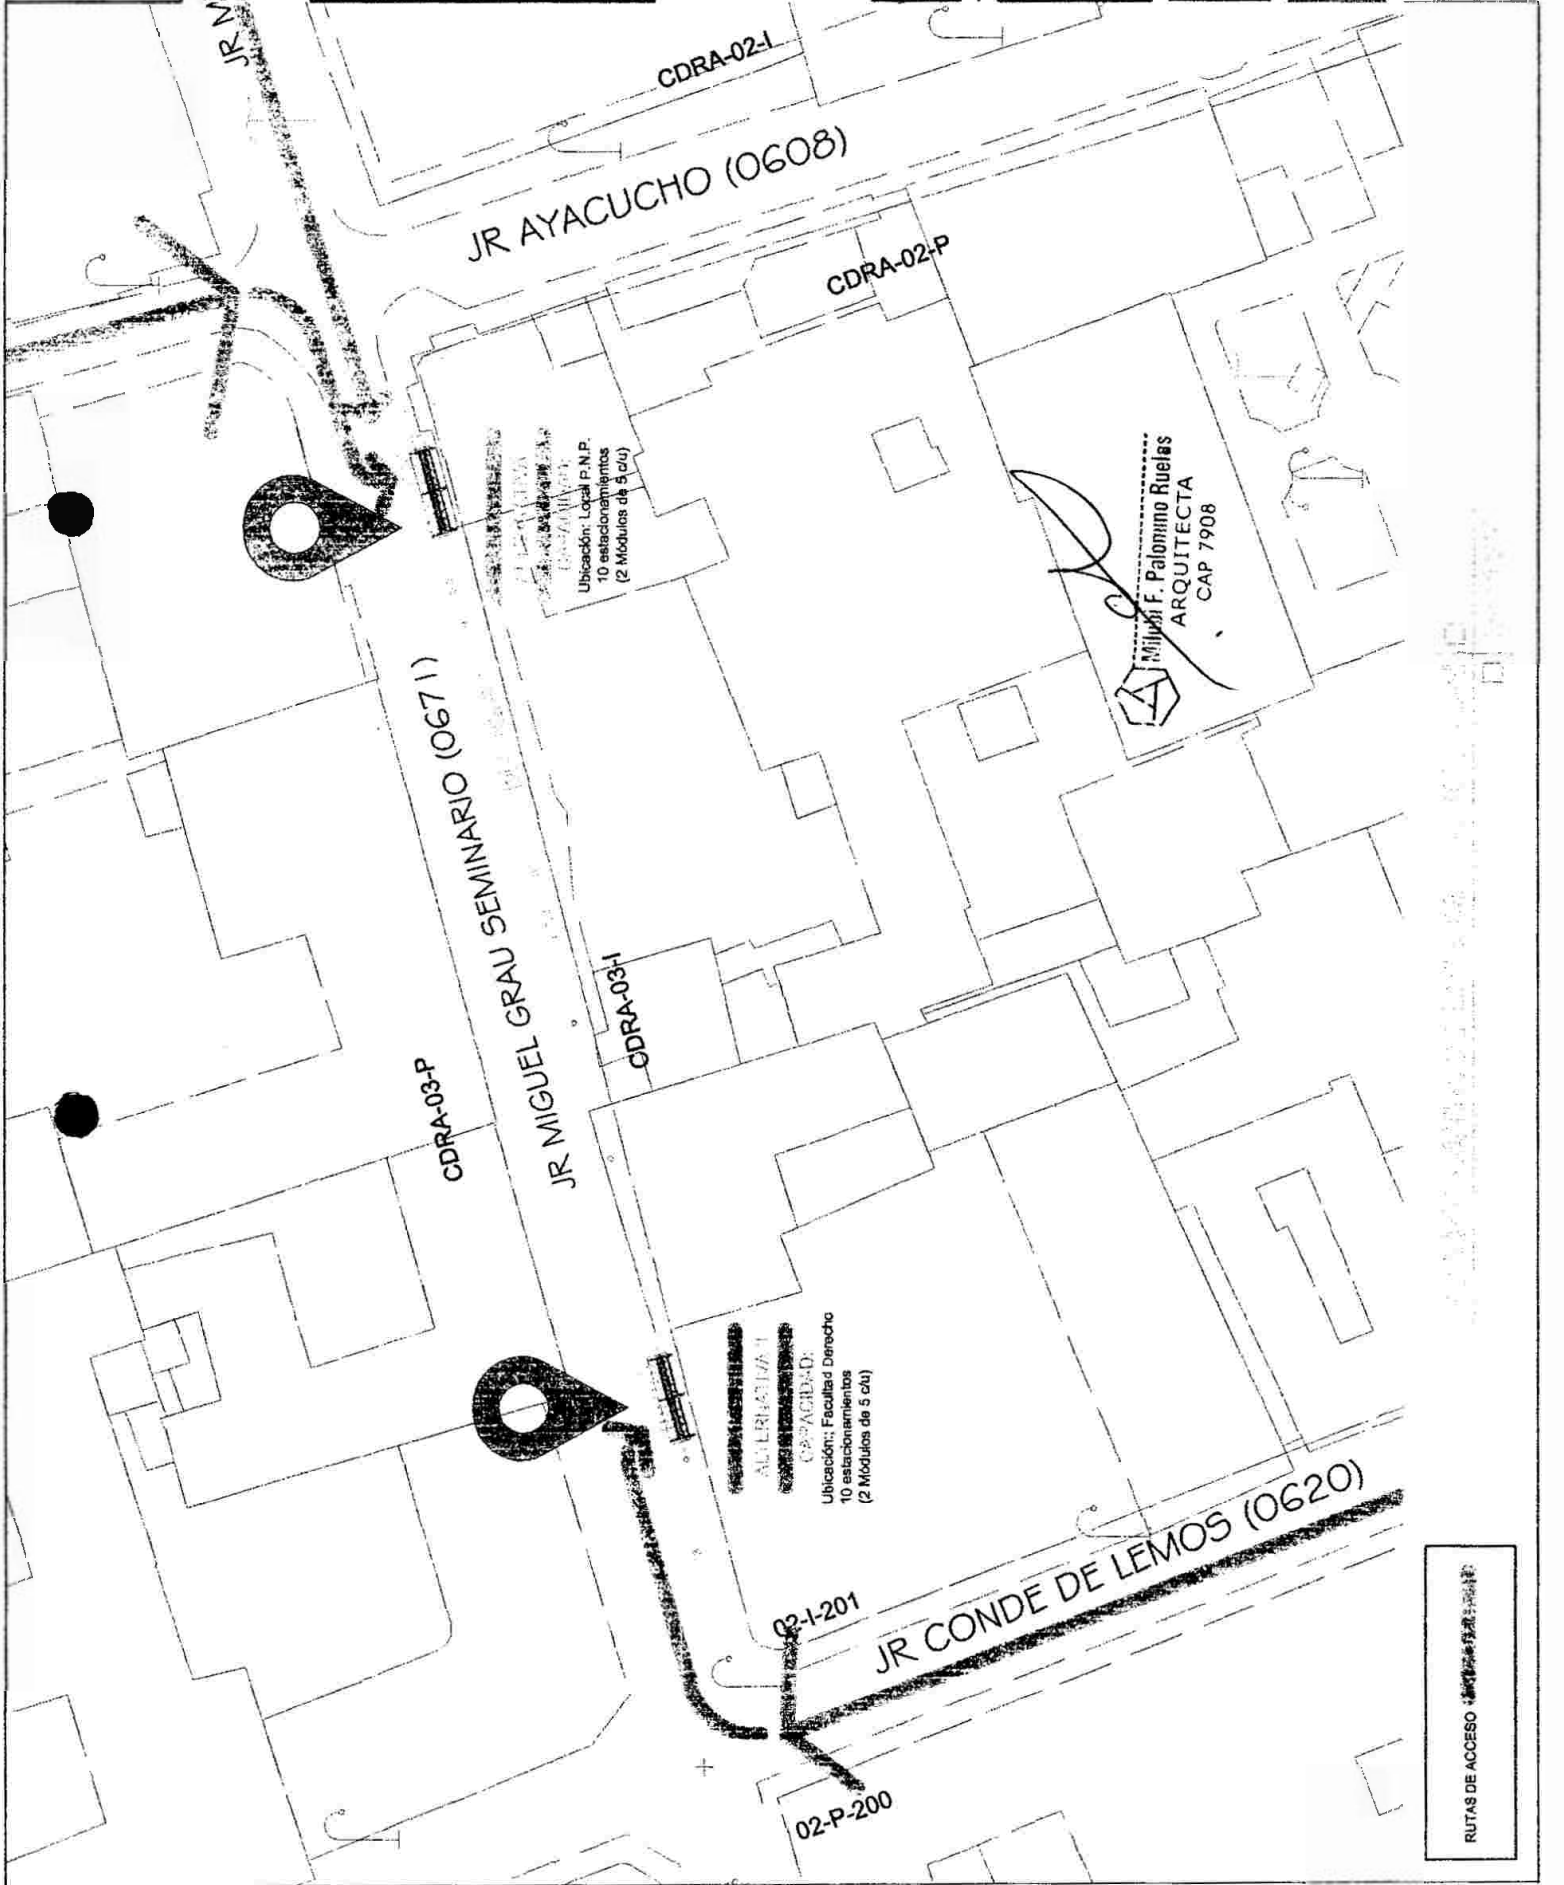 JR M
CDRA-02-I
JR AYACUCHO (0608)
CDRA-02-P
Ubicación: Local P.N.P.
10 estacionamientos
(2 Módulos de 5 c/u)
F. Palomino Ruelas
ARQUITECTA
CAP 7908
JR MIGUEL GRAU SEMINARIO (0671)
CDRA-03-P
CDRA-03-I
ALTERNATIVA 1
CAPACIDAD:
Ubicación:: Facultad Derecho
10 estacionamientos
(2 Módulos de 5 c/u)
02-I-201
JR CONDE DE LEMOS (0620)
02-P-200
RUTAS DE ACCESO